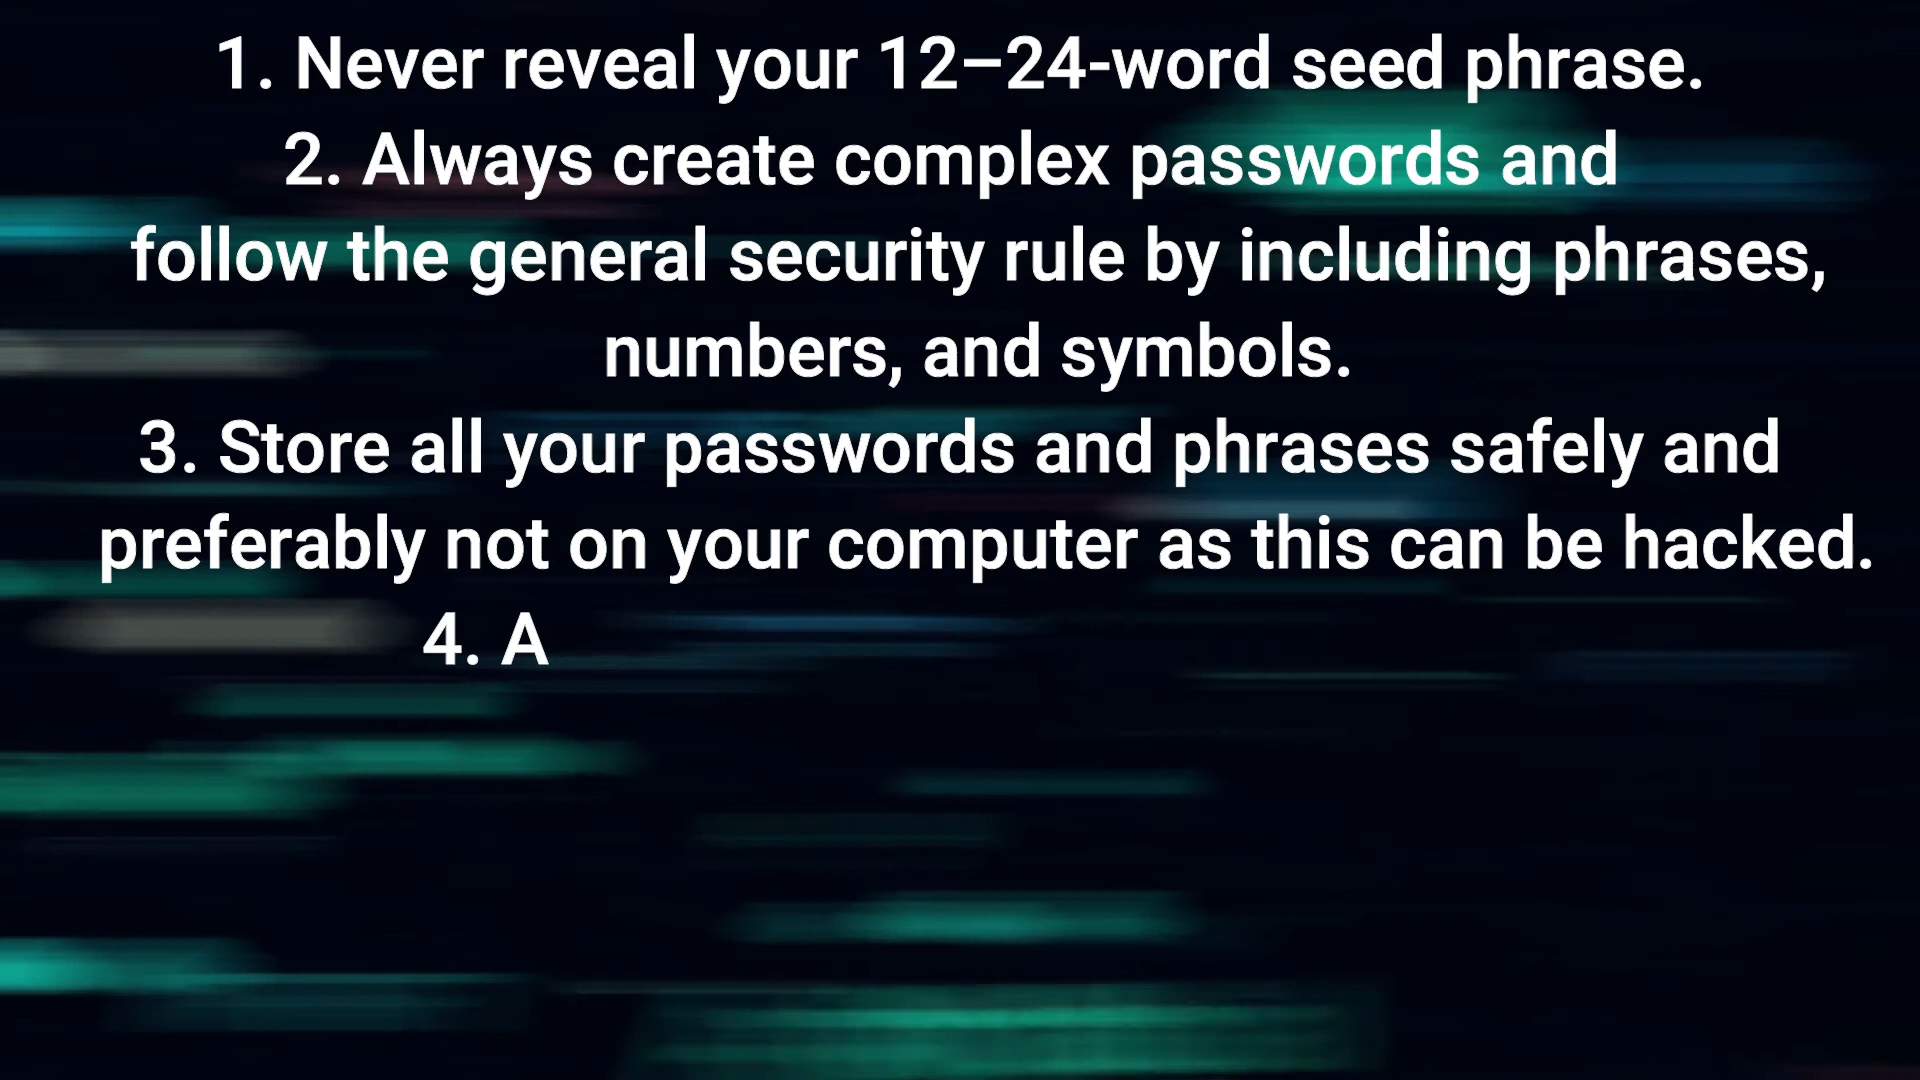 1. Never reveal your 12–24-word seed phrase.
2. Always create complex passwords and
follow the general security rule by including phrases,
numbers, and symbols.
3. Store all your passwords and phrases safely and
preferably not on your computer as this can be hacked.
4. A